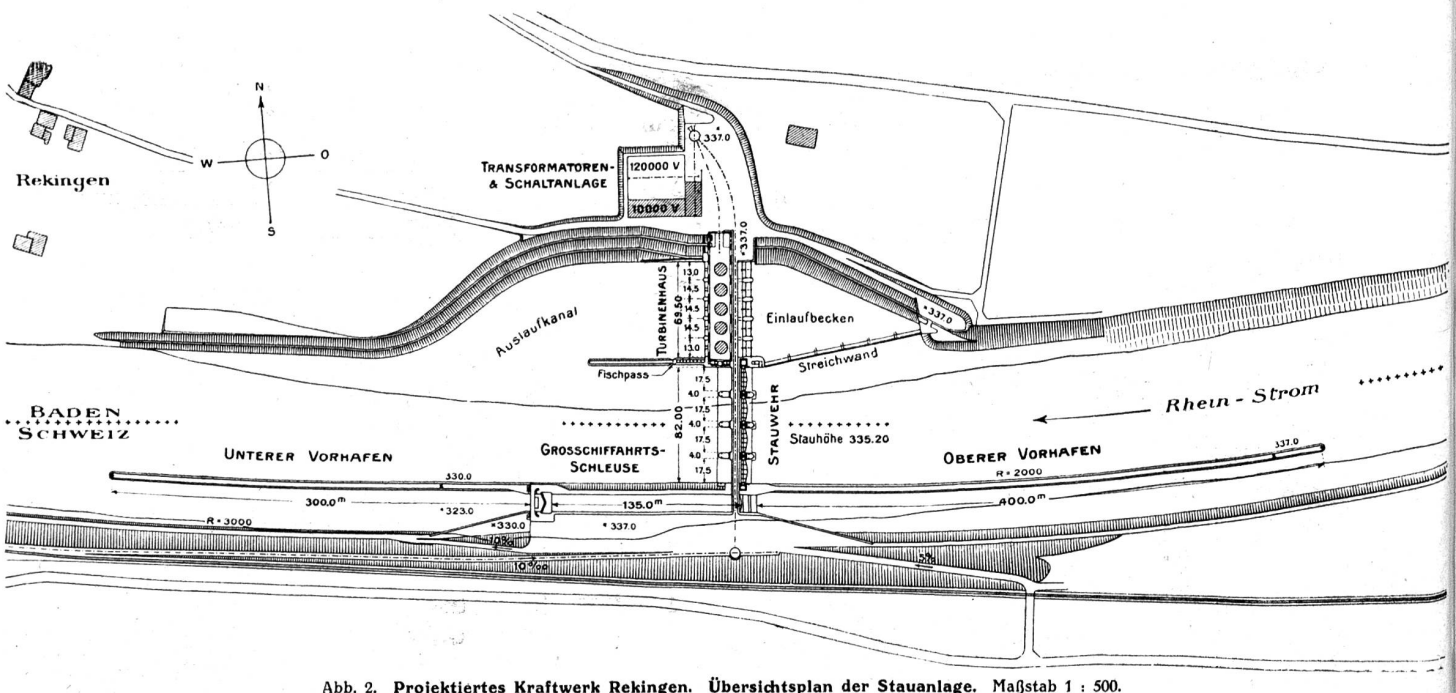 N
W
O
S
Rekingen
TRANSFORMATOREN-
& SCHALTANLAGE
120000 V
10000 V
337.0
337.0
337.0
TURBINENHAUS
69.50
13.0
14.5
14.5
14.5
13.0
Auslaufkanal
Einlaufbecken
Streichwand
Fischpass
82.00
17.5
4.0
17.5
4.0
17.5
4.0
17.5
STAUWEHR
Stauhöhe 335.20
Rhein-Strom
BADEN
SCHWEIZ
UNTERER VORHAFEN
GROSSCHIFFAHRTS-
SCHLEUSE
OBERER VORHAFEN
R=2000
337.0
330.0
300.0 m
135.0 m
400.0 m
R=3000
323.0
330.0
337.0
10%
10‰
5%
Abb. 2. Projektiertes Kraftwerk Rekingen. Übersichtsplan der Stauanlage. Maßstab 1 : 500.